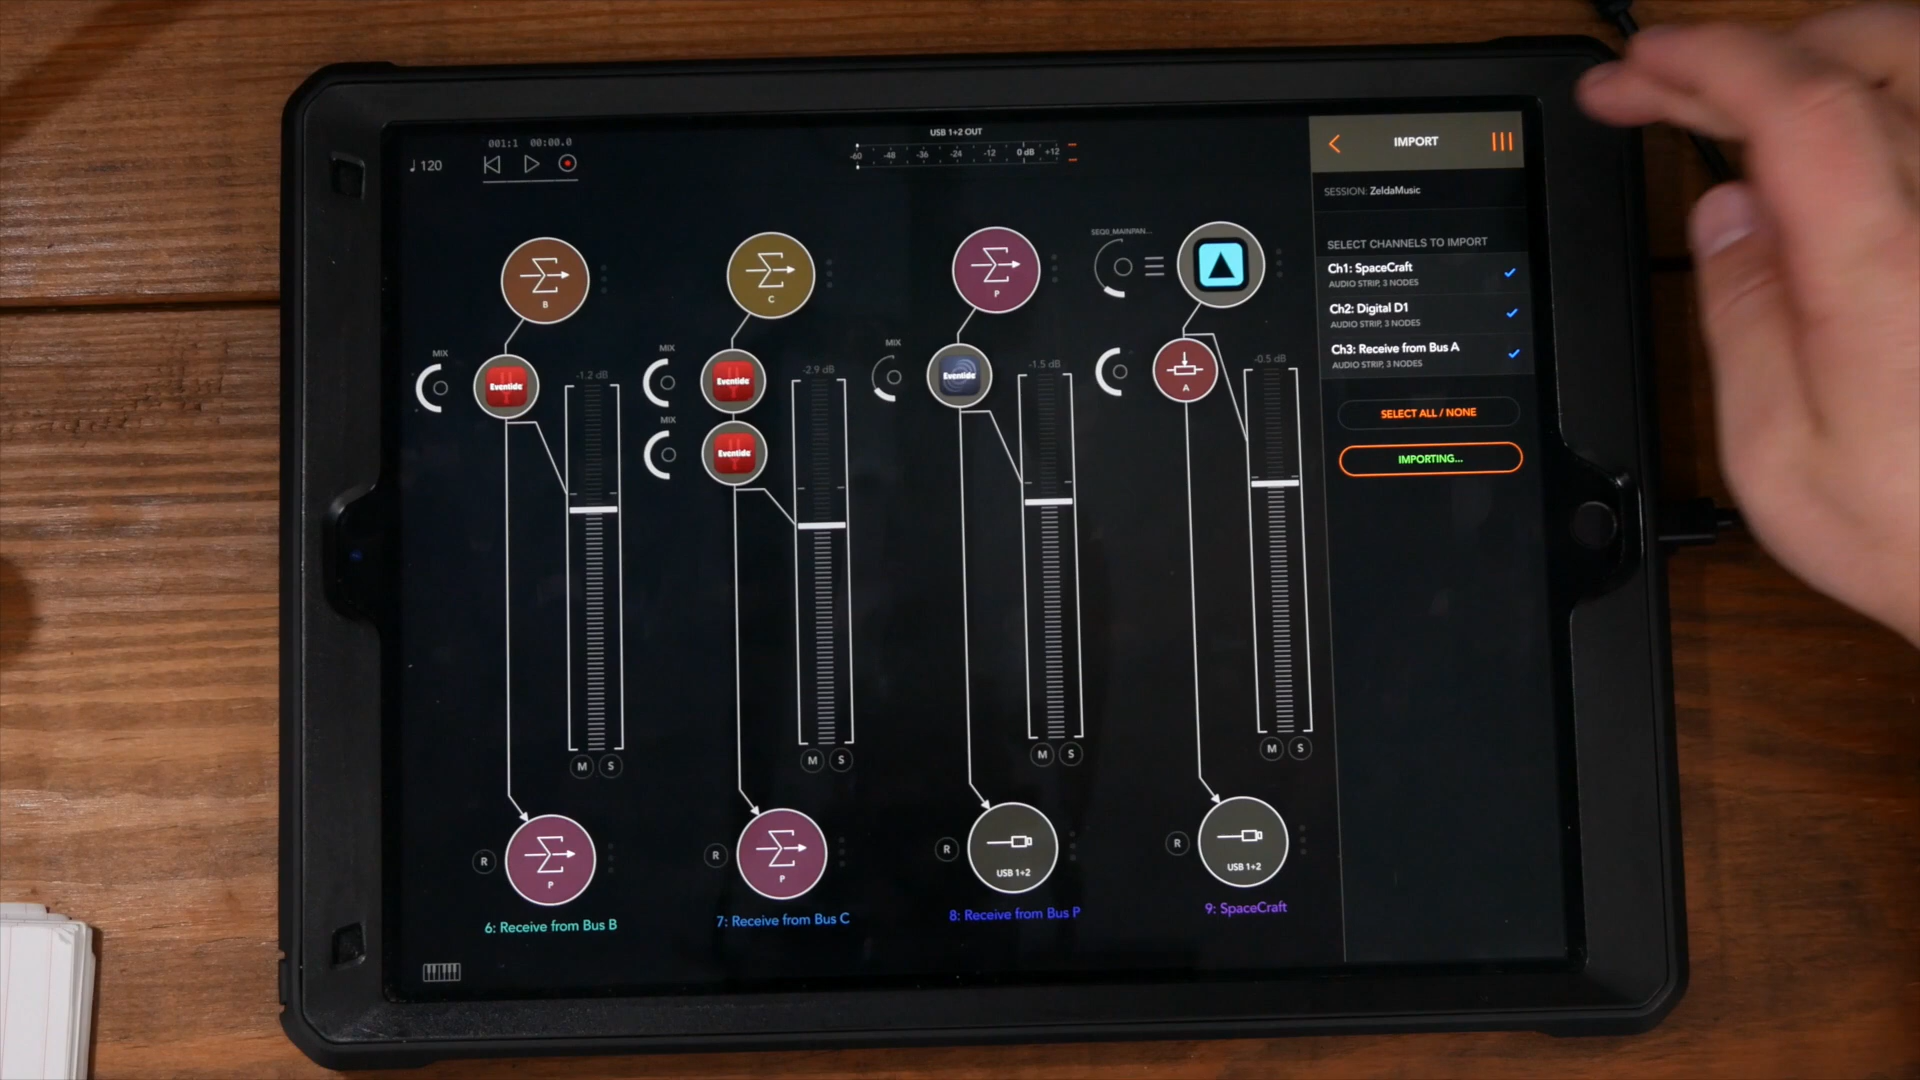 ♩120
001:1 00:00.0
USB 1+2 OUT
-60 -48 -36 -24 -12 0 dB +12
IMPORT
SESSION: ZeldaMusic
SELECT CHANNELS TO IMPORT
Ch1: SpaceCraft
AUDIO STRIP, 3 NODES
Ch2: Digital D1
AUDIO STRIP, 3 NODES
Ch3: Receive from Bus A
AUDIO STRIP, 3 NODES
SELECT ALL / NONE
IMPORTING...
B
C
P
SEQ0_MAINPAN...
MIX
Eventide
-1.2 dB
MIX
Eventide
MIX
Eventide
-2.9 dB
MIX
Eventide
-1.5 dB
A
-0.5 dB
M S
M S
M S
M S
R
P
R
P
R
USB 1+2
R
USB 1+2
6: Receive from Bus B
7: Receive from Bus C
8: Receive from Bus P
9: SpaceCraft